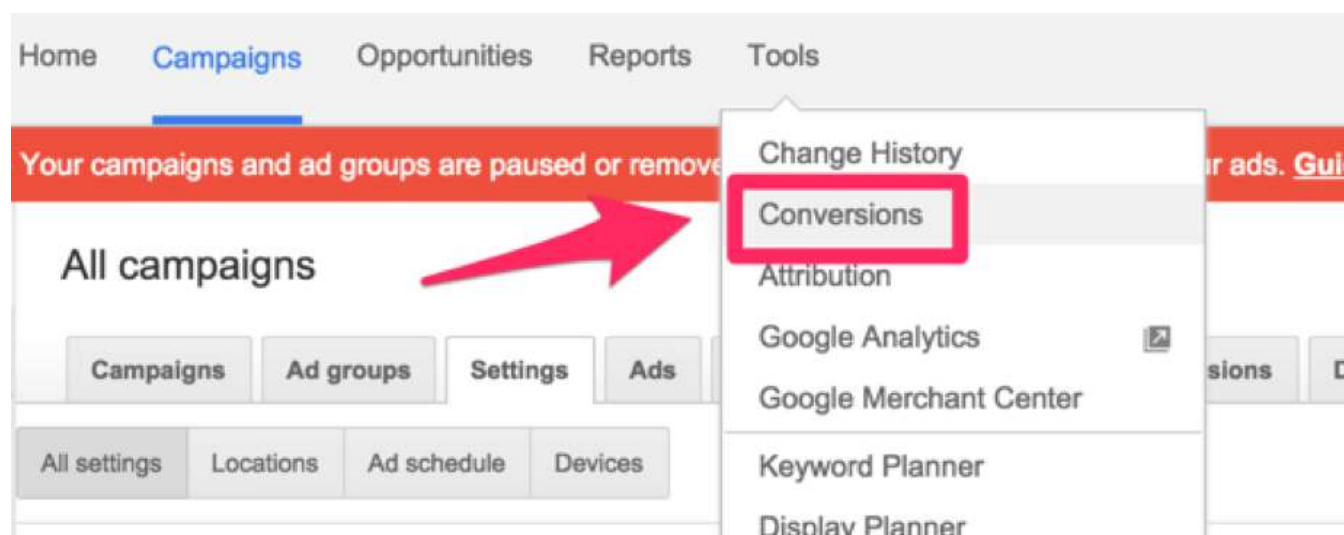 Home Campaigns Opportunities Reports Tools
Change History
Your campaigns and ad groups are paused or remove
ads. Gui
Conversions
All campaigns
Attribution
Google Analytics
Campaigns Ad groups Settings Ads
Google Merchant Center
All settings Locations Ad schedule Devices
Keyword Planner
Display Planner